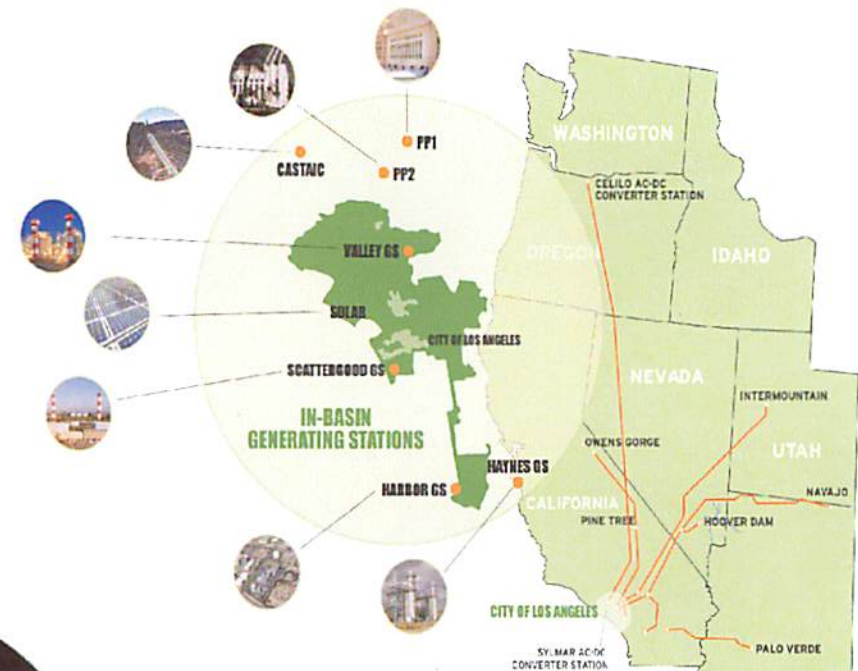 WASHINGTON
PP1
CASTAIC
PP2
CELILO AC-DC
CONVERTER STATION
VALLEY GS
OREGON
IDAHO
SOLAR
CITY OF LOS ANGELES
SCATTERGOOD GS
NEVADA
INTERMOUNTAIN
IN-BASIN
GENERATING STATIONS
OWENS GORGE
UTAH
HAYNES GS
HARBOR GS
CALIFORNIA
NAVAJO
PINE TREE
HOOVER DAM
CITY OF LOS ANGELES
SYLMAR AC-DC
CONVERTER STATION
PALO VERDE